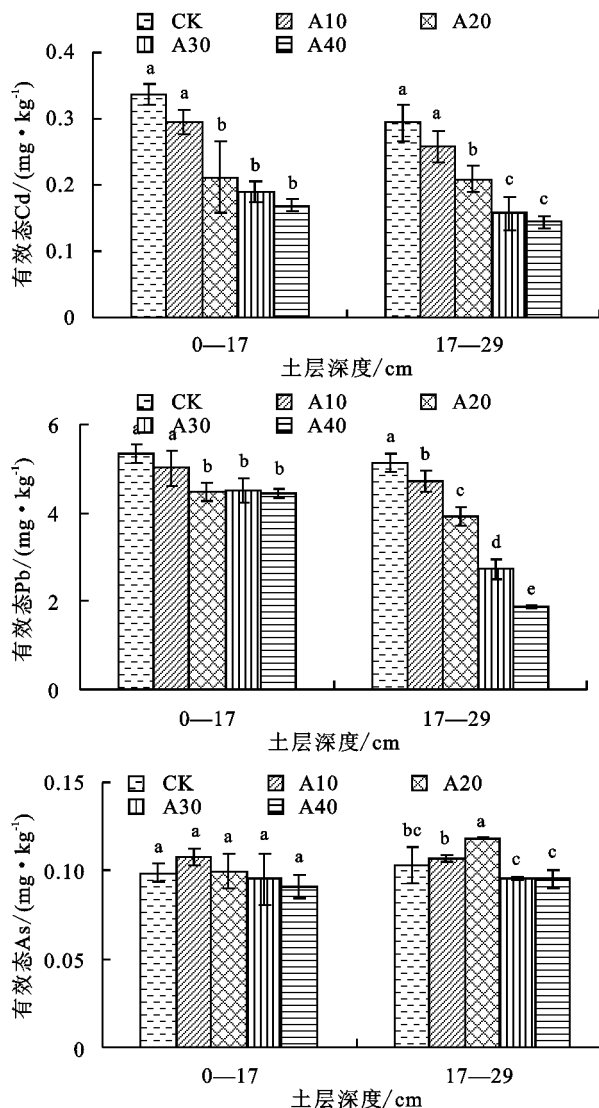 CK A10 A20
A30 A40
有效态Cd/(mg·kg⁻¹)
0.4
0.3
0.2
0.1
0
a a b b b
a a b c c
0—17 17—29
土层深度/cm
CK A10 A20
A30 A40
有效态Pb/(mg·kg⁻¹)
6
4
2
0
a a b b b
a b c d e
0—17 17—29
土层深度/cm
CK A10 A20
A30 A40
有效态As/(mg·kg⁻¹)
0.15
0.10
0.05
0
a a a a a
bc b a c c
0—17 17—29
土层深度/cm